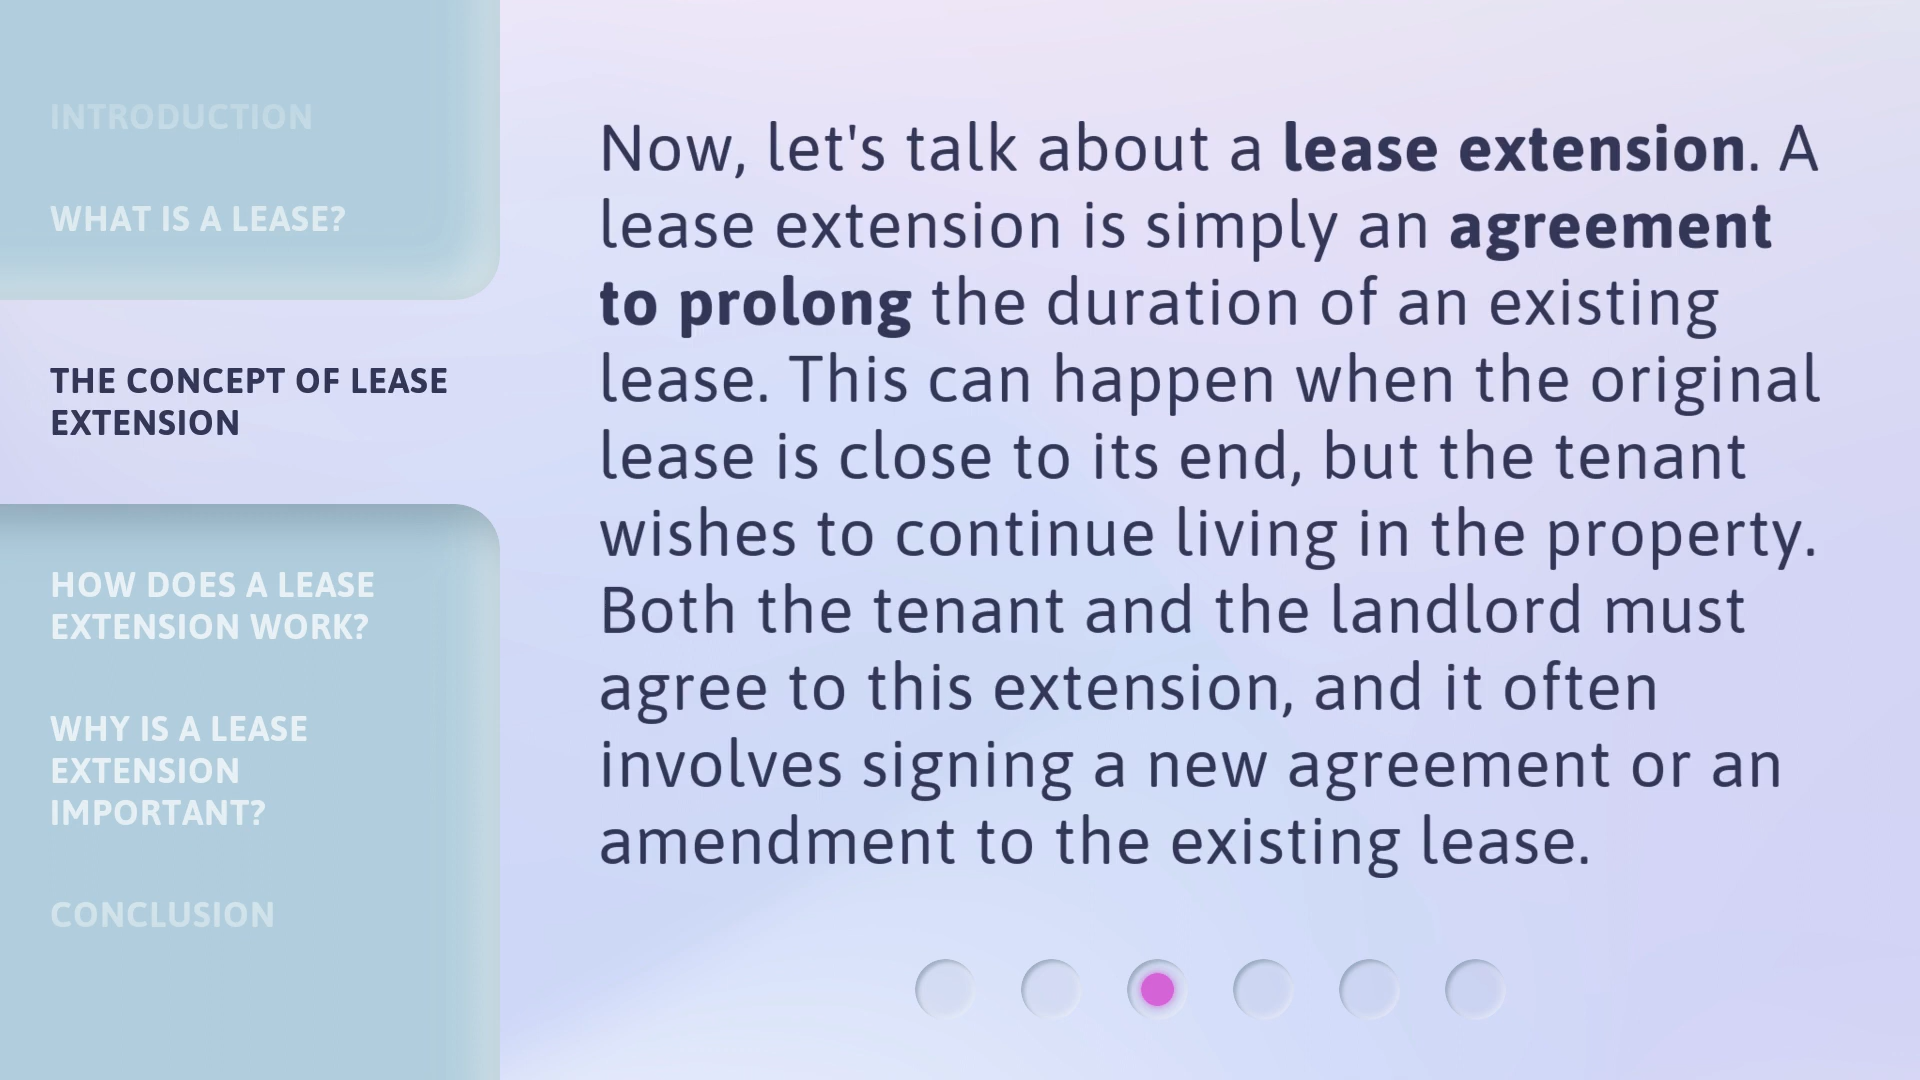 INTRODUCTION
WHAT IS A LEASE?
THE CONCEPT OF LEASE
EXTENSION
HOW DOES A LEASE
EXTENSION WORK?
WHY IS A LEASE
EXTENSION
IMPORTANT?
CONCLUSION
Now, let's talk about a lease extension. A
lease extension is simply an agreement
to prolong the duration of an existing
lease. This can happen when the original
lease is close to its end, but the tenant
wishes to continue living in the property.
Both the tenant and the landlord must
agree to this extension, and it often
involves signing a new agreement or an
amendment to the existing lease.